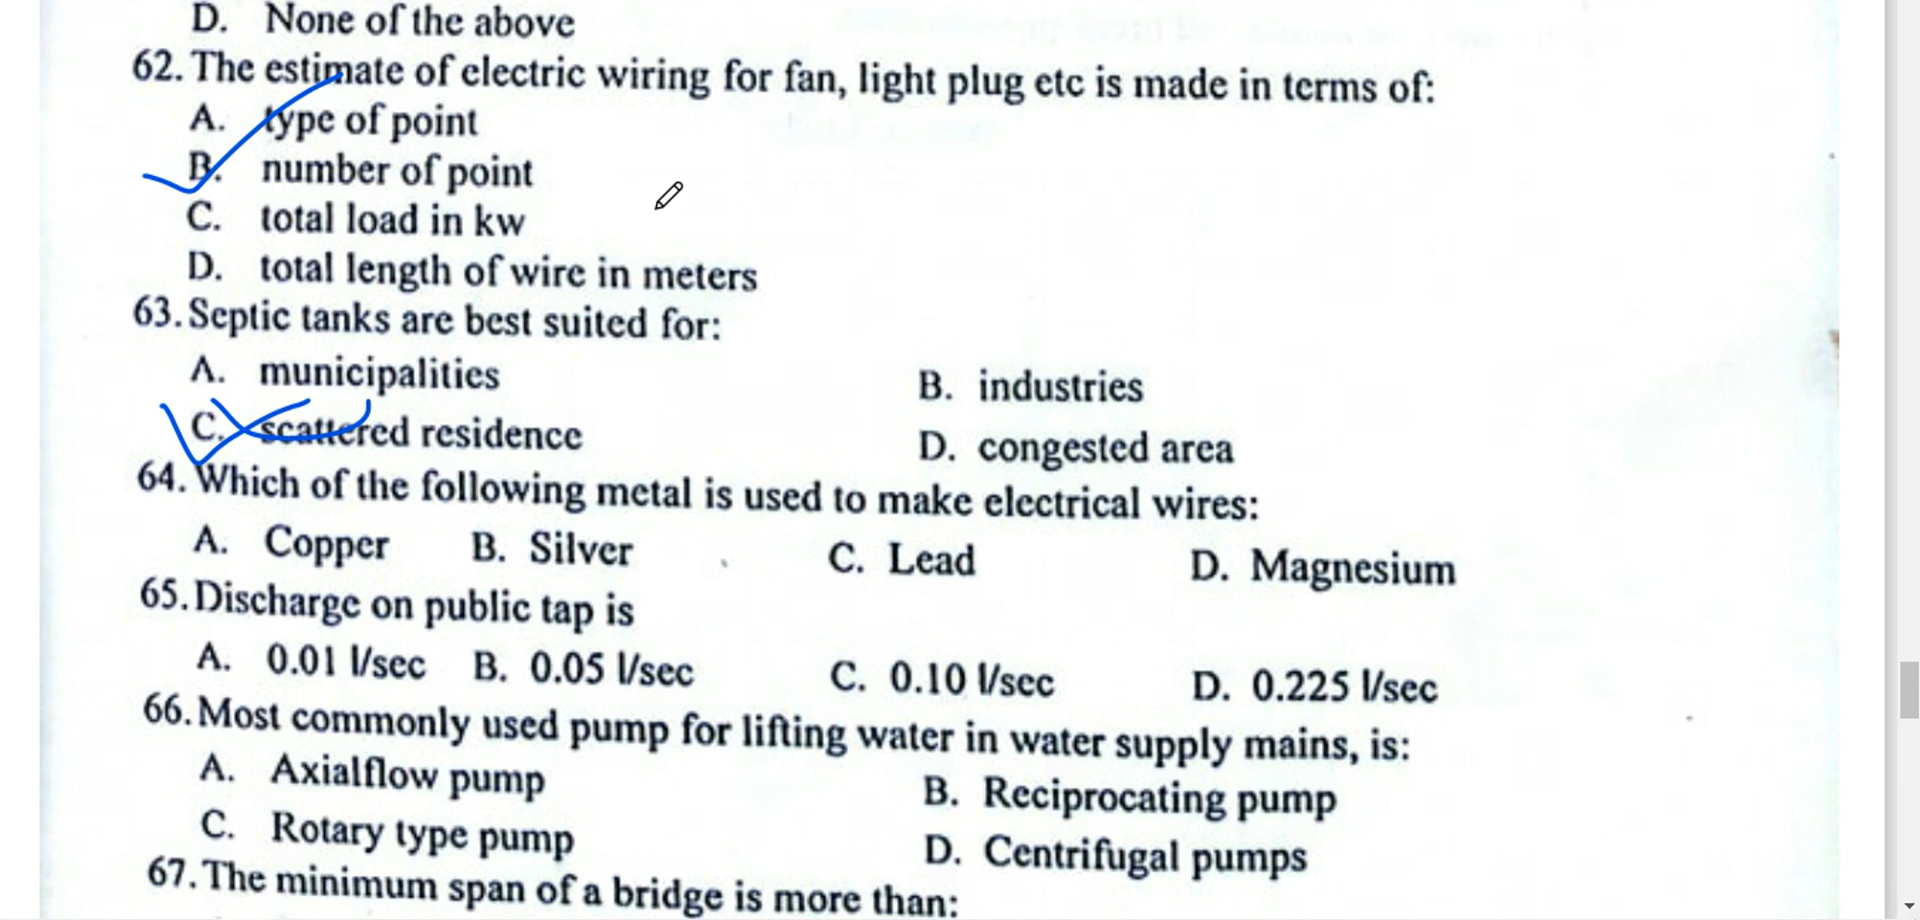 D. None of the above
62. The estimate of electric wiring for fan, light plug etc is made in terms of:
A. type of point
B. number of point
C. total load in kw
D. total length of wire in meters
63. Septic tanks are best suited for:
A. municipalities B. industries
C. scattered residence D. congested area
64. Which of the following metal is used to make electrical wires:
A. Copper B. Silver C. Lead D. Magnesium
65. Discharge on public tap is
A. 0.01 l/sec B. 0.05 l/sec C. 0.10 l/sec D. 0.225 l/sec
66. Most commonly used pump for lifting water in water supply mains, is:
A. Axialflow pump B. Reciprocating pump
C. Rotary type pump D. Centrifugal pumps
67. The minimum span of a bridge is more than: